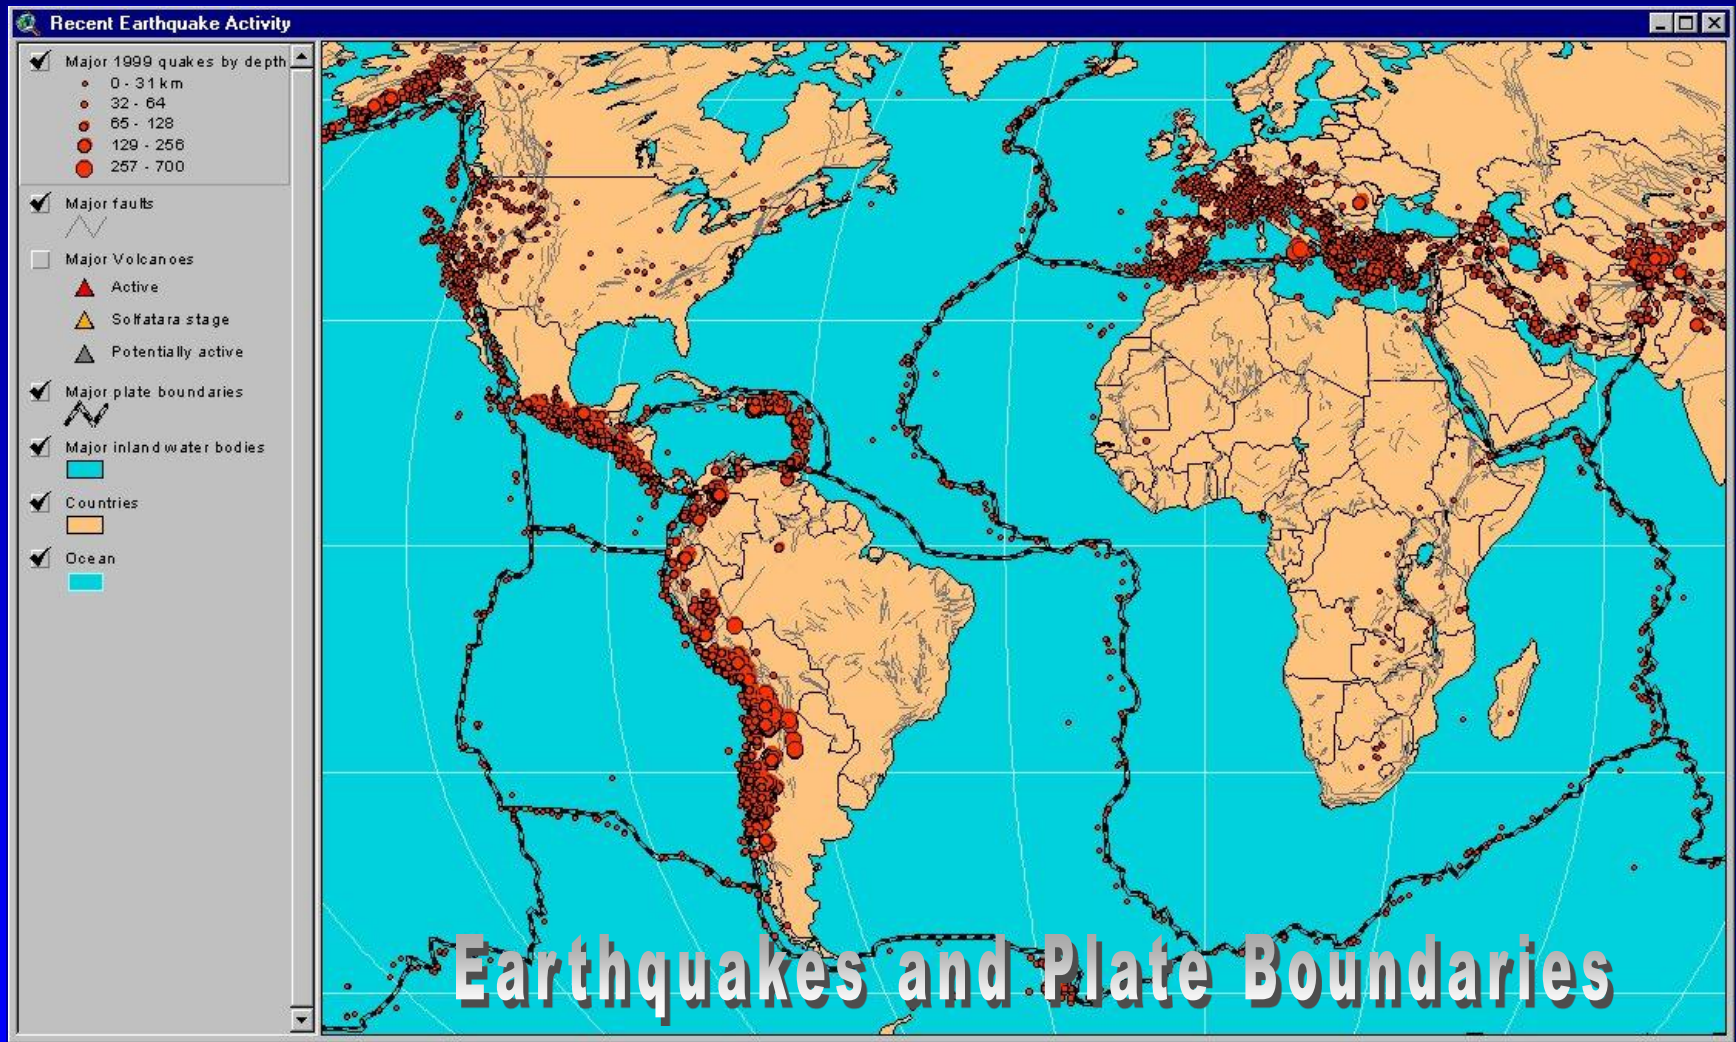 Recent Earthquake Activity
Major 1999 quakes by depth
0 - 31 km
32 - 64
65 - 128
129 - 256
257 - 700
Major faults
Major Volcanoes
Active
Solfatara stage
Potentially active
Major plate boundaries
Major inland water bodies
Countries
Ocean
Earthquakes and Plate Boundaries